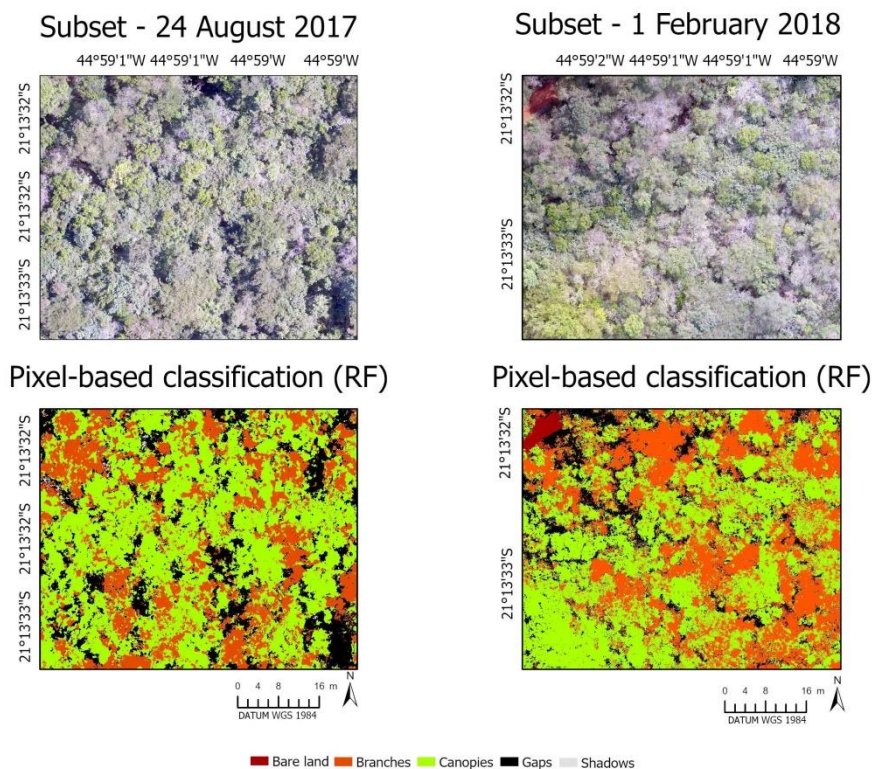 Subset - 24 August 2017
44°59'1"W 44°59'1"W 44°59'W 44°59'W
21°13'32"S
21°13'32"S
21°13'33"S
Subset - 1 February 2018
44°59'2"W 44°59'1"W 44°59'1"W 44°59'W
21°13'32"S
21°13'33"S
Pixel-based classification (RF)
21°13'32"S
21°13'32"S
21°13'33"S
N
0 4 8 16 m
DATUM WGS 1984
Pixel-based classification (RF)
21°13'32"S
21°13'33"S
N
0 2 4 8 12 16 m
DATUM WGS 1984
Bare land Branches Canopies Gaps Shadows